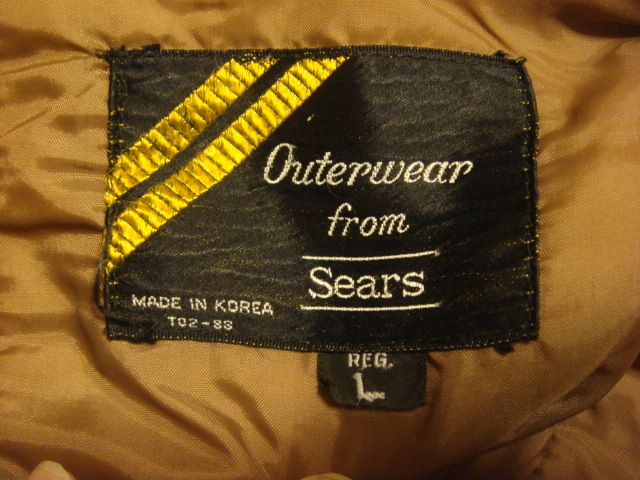 Outerwear
from
Sears
MADE IN KOREA
T02-83
REG.
L